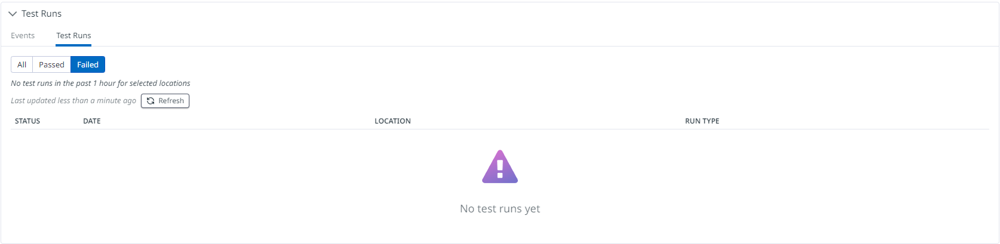 Test Runs
Events Test Runs
All Passed Failed
No test runs in the past 1 hour for selected locations
Last updated less than a minute ago Refresh
STATUS DATE LOCATION RUN TYPE
No test runs yet